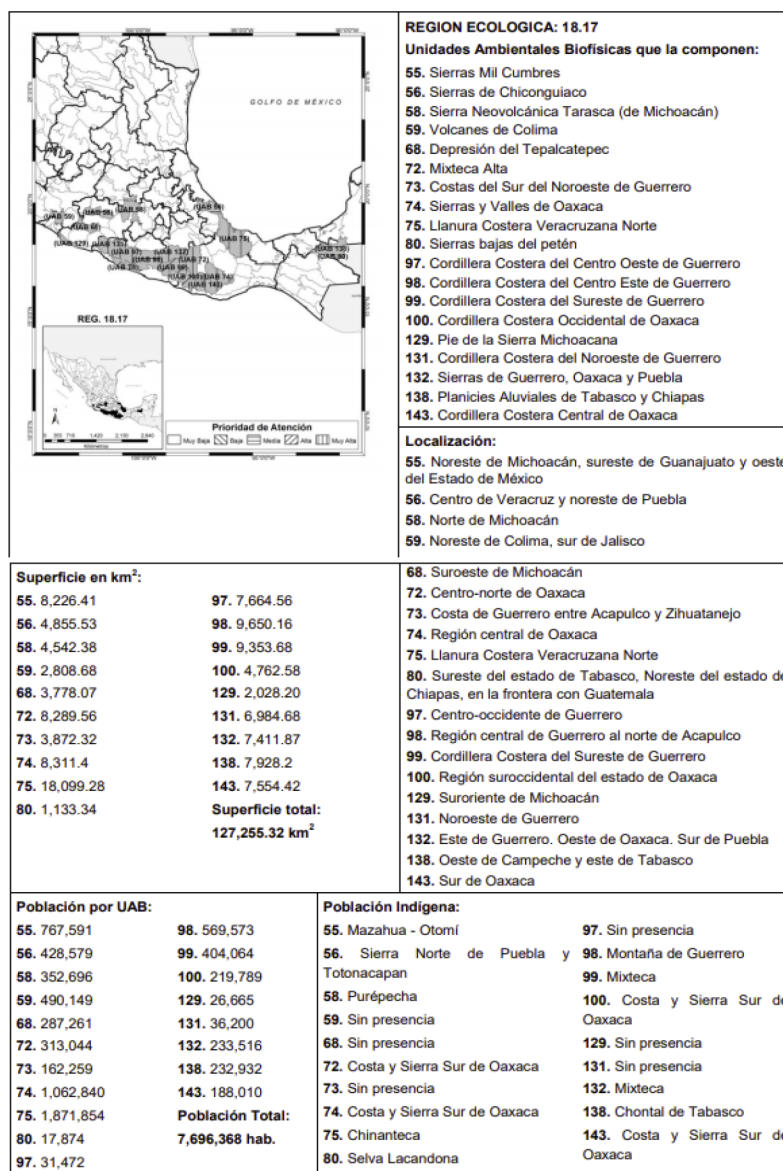 GOLFO DE MÉXICO
(UAB 59)
(UAB 75)
(UAB 97)
(UAB 132)
(UAB 72)
(UAB 143)
(UAB 80)
REG. 18.17
N
Prioridad de Atención
Muy Baja Baja Media Alta Muy Alta
REGION ECOLOGICA: 18.17
Unidades Ambientales Biofísicas que la componen:
55. Sierras Mil Cumbres
56. Sierras de Chiconguiaco
58. Sierra Neovolcánica Tarasca (de Michoacán)
59. Volcanes de Colima
68. Depresión del Tepalcatepec
72. Mixteca Alta
73. Costas del Sur del Noroeste de Guerrero
74. Sierras y Valles de Oaxaca
75. Llanura Costera Veracruzana Norte
80. Sierras bajas del petén
97. Cordillera Costera del Centro Oeste de Guerrero
98. Cordillera Costera del Centro Este de Guerrero
99. Cordillera Costera del Sureste de Guerrero
100. Cordillera Costera Occidental de Oaxaca
129. Pie de la Sierra Michoacana
131. Cordillera Costera del Noroeste de Guerrero
132. Sierras de Guerrero, Oaxaca y Puebla
138. Planicies Aluviales de Tabasco y Chiapas
143. Cordillera Costera Central de Oaxaca
Localización:
55. Noreste de Michoacán, sureste de Guanajuato y oeste
del Estado de México
56. Centro de Veracruz y noreste de Puebla
58. Norte de Michoacán
59. Noreste de Colima, sur de Jalisco
68. Suroeste de Michoacán
72. Centro-norte de Oaxaca
73. Costa de Guerrero entre Acapulco y Zihuatanejo
74. Región central de Oaxaca
75. Llanura Costera Veracruzana Norte
80. Sureste del estado de Tabasco, Noreste del estado de
Chiapas, en la frontera con Guatemala
97. Centro-occidente de Guerrero
98. Región central de Guerrero al norte de Acapulco
99. Cordillera Costera del Sureste de Guerrero
100. Región suroccidental del estado de Oaxaca
129. Suroriente de Michoacán
131. Noroeste de Guerrero
132. Este de Guerrero. Oeste de Oaxaca. Sur de Puebla
138. Oeste de Campeche y este de Tabasco
143. Sur de Oaxaca
Superficie en km²:
55. 8,226.41
56. 4,855.53
58. 4,542.38
59. 2,808.68
68. 3,778.07
72. 8,289.56
73. 3,872.32
74. 8,311.4
75. 18,099.28
80. 1,133.34
97. 7,664.56
98. 9,650.16
99. 9,353.68
100. 4,762.58
129. 2,028.20
131. 6,984.68
132. 7,411.87
138. 7,928.2
143. 7,554.42
Superficie total:
127,255.32 km²
Población por UAB:
55. 767,591
56. 428,579
58. 352,696
59. 490,149
68. 287,261
72. 313,044
73. 162,259
74. 1,062,840
75. 1,871,854
80. 17,874
97. 31,472
98. 569,573
99. 404,064
100. 219,789
129. 26,665
131. 36,200
132. 233,516
138. 232,932
143. 188,010
Población Total:
7,696,368 hab.
Población Indígena:
55. Mazahua - Otomí
56. Sierra Norte de Puebla y
Totonacapan
58. Purépecha
59. Sin presencia
68. Sin presencia
72. Costa y Sierra Sur de Oaxaca
73. Sin presencia
74. Costa y Sierra Sur de Oaxaca
75. Chinanteca
80. Selva Lacandona
97. Sin presencia
98. Montaña de Guerrero
99. Mixteca
100. Costa y Sierra Sur de
Oaxaca
129. Sin presencia
131. Sin presencia
132. Mixteca
138. Chontal de Tabasco
143. Costa y Sierra Sur de
Oaxaca